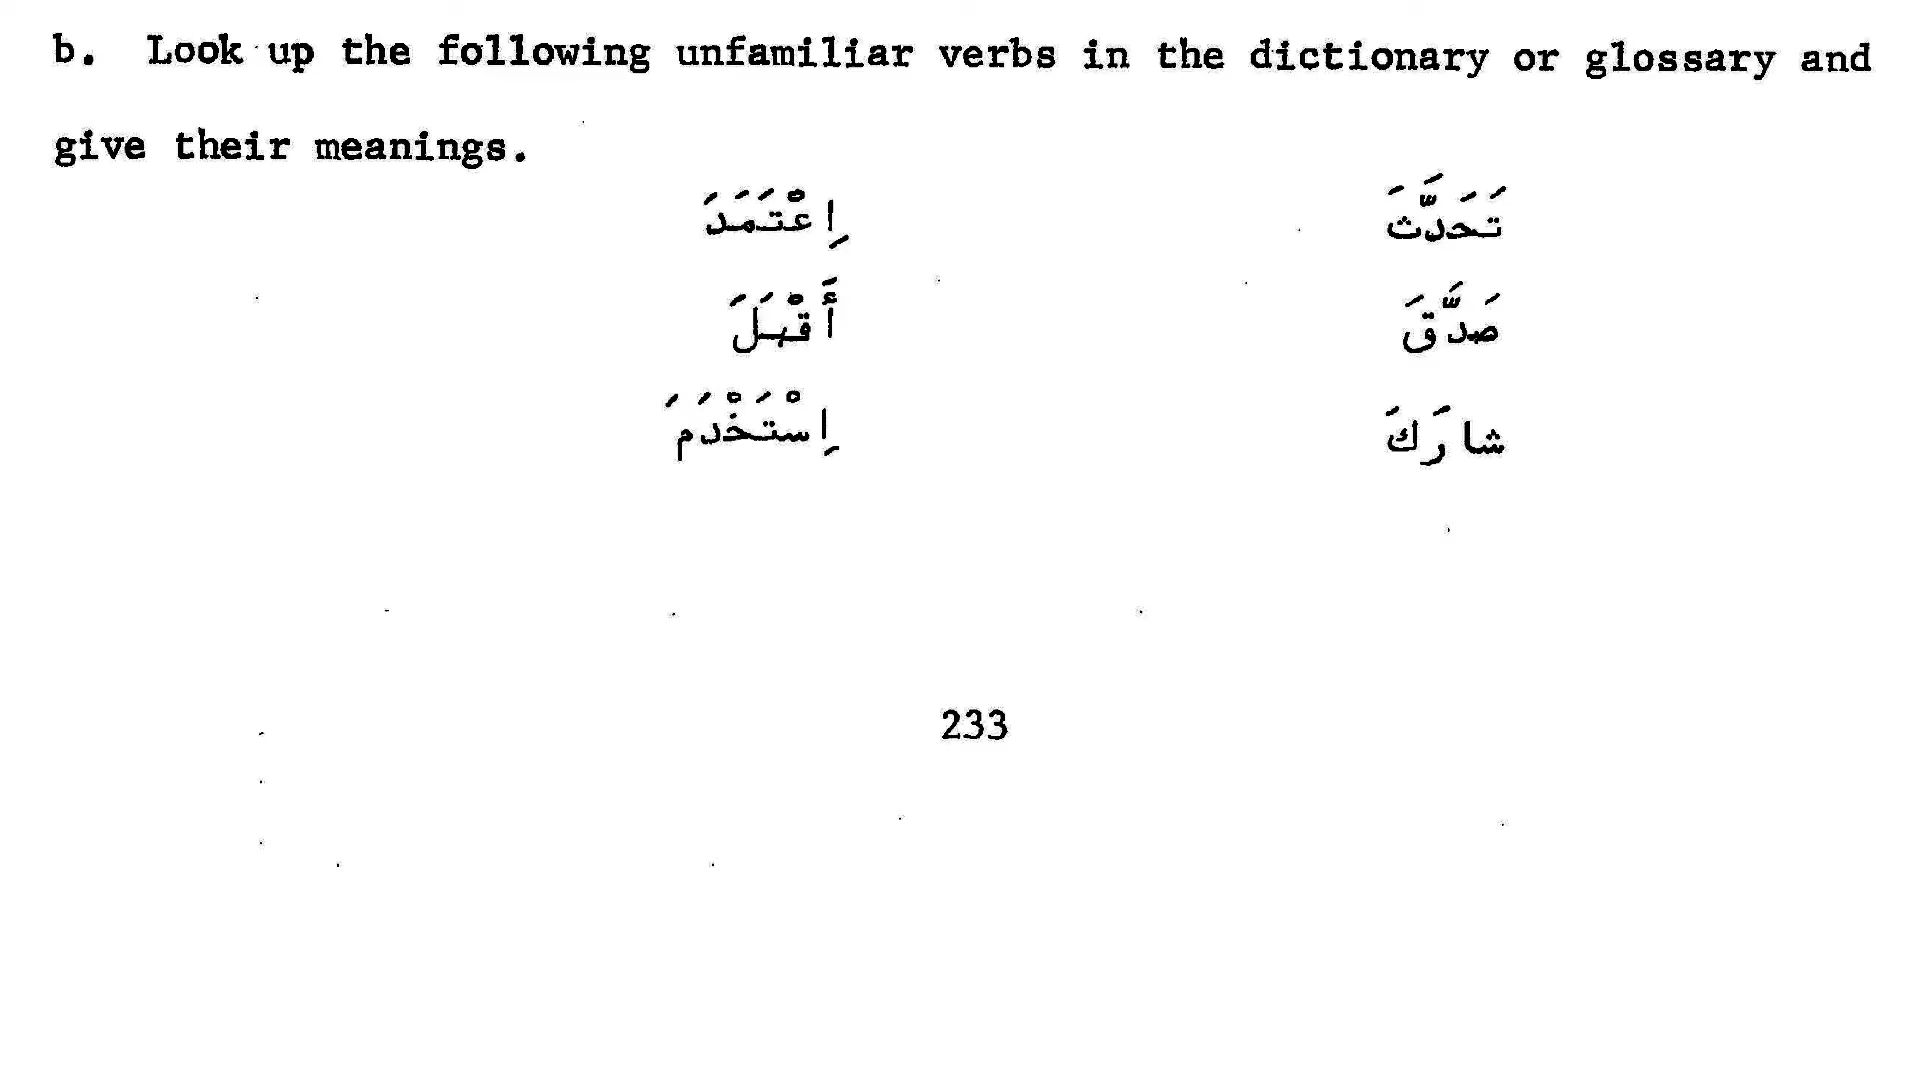 b. Look up the following unfamiliar verbs in the dictionary or glossary and
give their meanings.
تَحَدَّثَ اِعْتَمَدَ
صَدَّقَ أَقْبَلَ
شارَكَ اِسْتَخْدَمَ
233